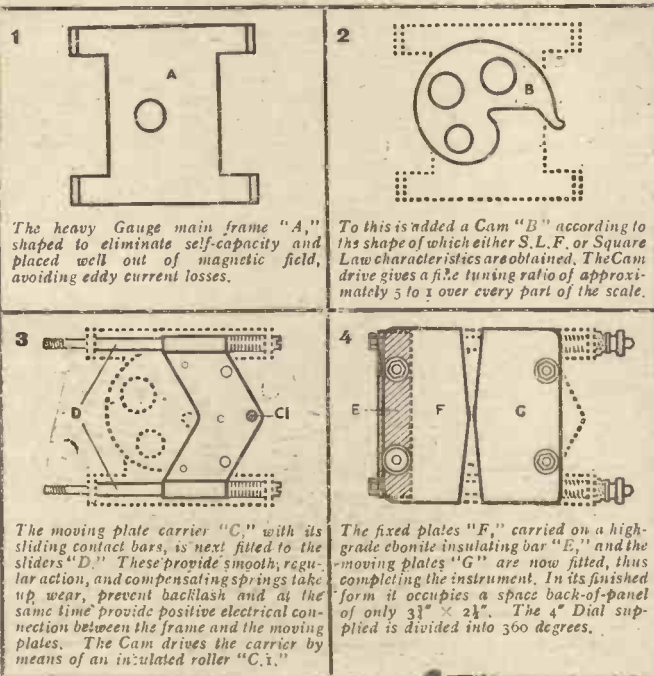 1
A
The heavy Gauge main frame "A,"
shaped to eliminate self-capacity and
placed well out of magnetic field,
avoiding eddy current losses.
2
B
To this is added a Cam "B" according to
the shape of which either S.L.F. or Square
Law characteristics are obtained. The Cam
drive gives a fine tuning ratio of approxi-
mately 5 to 1 over every part of the scale.
3
D
C
C1
The moving plate carrier "C," with its
sliding contact bars, is next fitted to the
sliders "D." These provide smooth, regu-
lar action, and compensating springs take
up wear, prevent backlash and at the
same time provide positive electrical con-
nection between the frame and the moving
plates. The Cam drives the carrier by
means of an insulated roller "C.1."
4
E
F
G
The fixed plates "F," carried on a high-
grade ebonite insulating bar "E," and the
moving plates "G" are now fitted, thus
completing the instrument. In its finished
form it occupies a space back-of-panel
of only 3¾" × 2½". The 4" Dial sup-
plied is divided into 360 degrees.